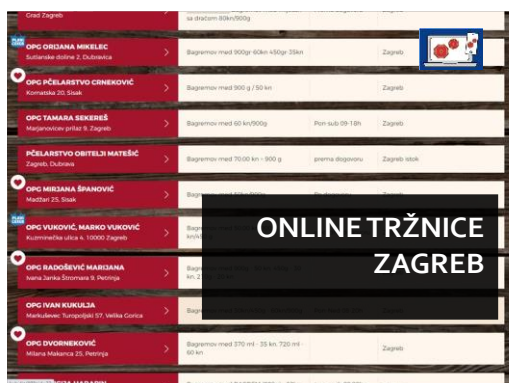 Grad Zagreb
sa dračom 80kn/900g
OPG ORIJANA MIKELEC
Sutlanske doline 2, Dubravica
Bagremov med 900gr 60kn 450gr 35kn
Zagreb
OPG PČELARSTVO CRNEKOVIĆ
Komatske 20, Sisak
Bagremov med 900 g / 50 kn
Zagreb
OPG TAMARA SEKEREŠ
Marjanovićev prilaz 9, Zagreb
Bagremov med 60 kn/900g
Pon-sub 09-18h
Zagreb
PČELARSTVO OBITELJI MATEŠIĆ
Zagreb, Dubrava
Bagremov med 70.00 kn - 900 g
prema dogovoru
Zagreb istok
OPG MIRJANA ŠPANOVIĆ
Madžari 25, Sisak
OPG VUKOVIĆ, MARKO VUKOVIĆ
Kuzminečka ulica 4, 10000 Zagreb
ONLINE TRŽNICE
ZAGREB
OPG RADOŠEVIĆ MARIJANA
Ivana Janka Štromara 9, Petrinja
OPG IVAN KUKULJA
Markuševec Turopoljski 57, Velika Gorica
OPG DVORNEKOVIĆ
Milana Makanca 25, Petrinja
Bagremov med 370 ml - 35 kn, 720 ml -
60 kn
Zagreb